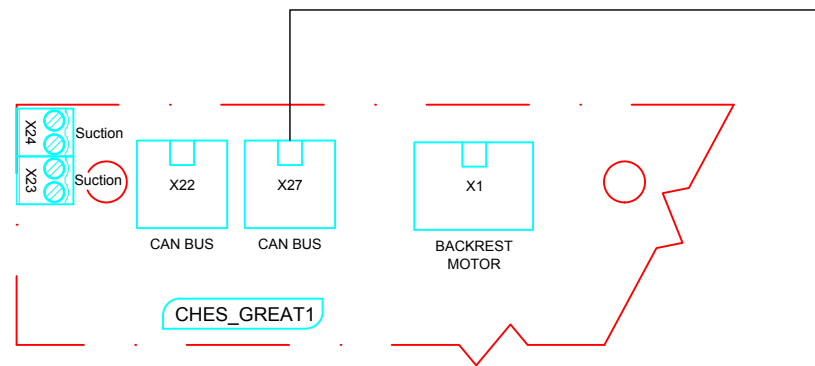 X24
Suction
X23
Suction
X22
X27
X1
CAN BUS
CAN BUS
BACKREST
MOTOR
CHES_GREAT1